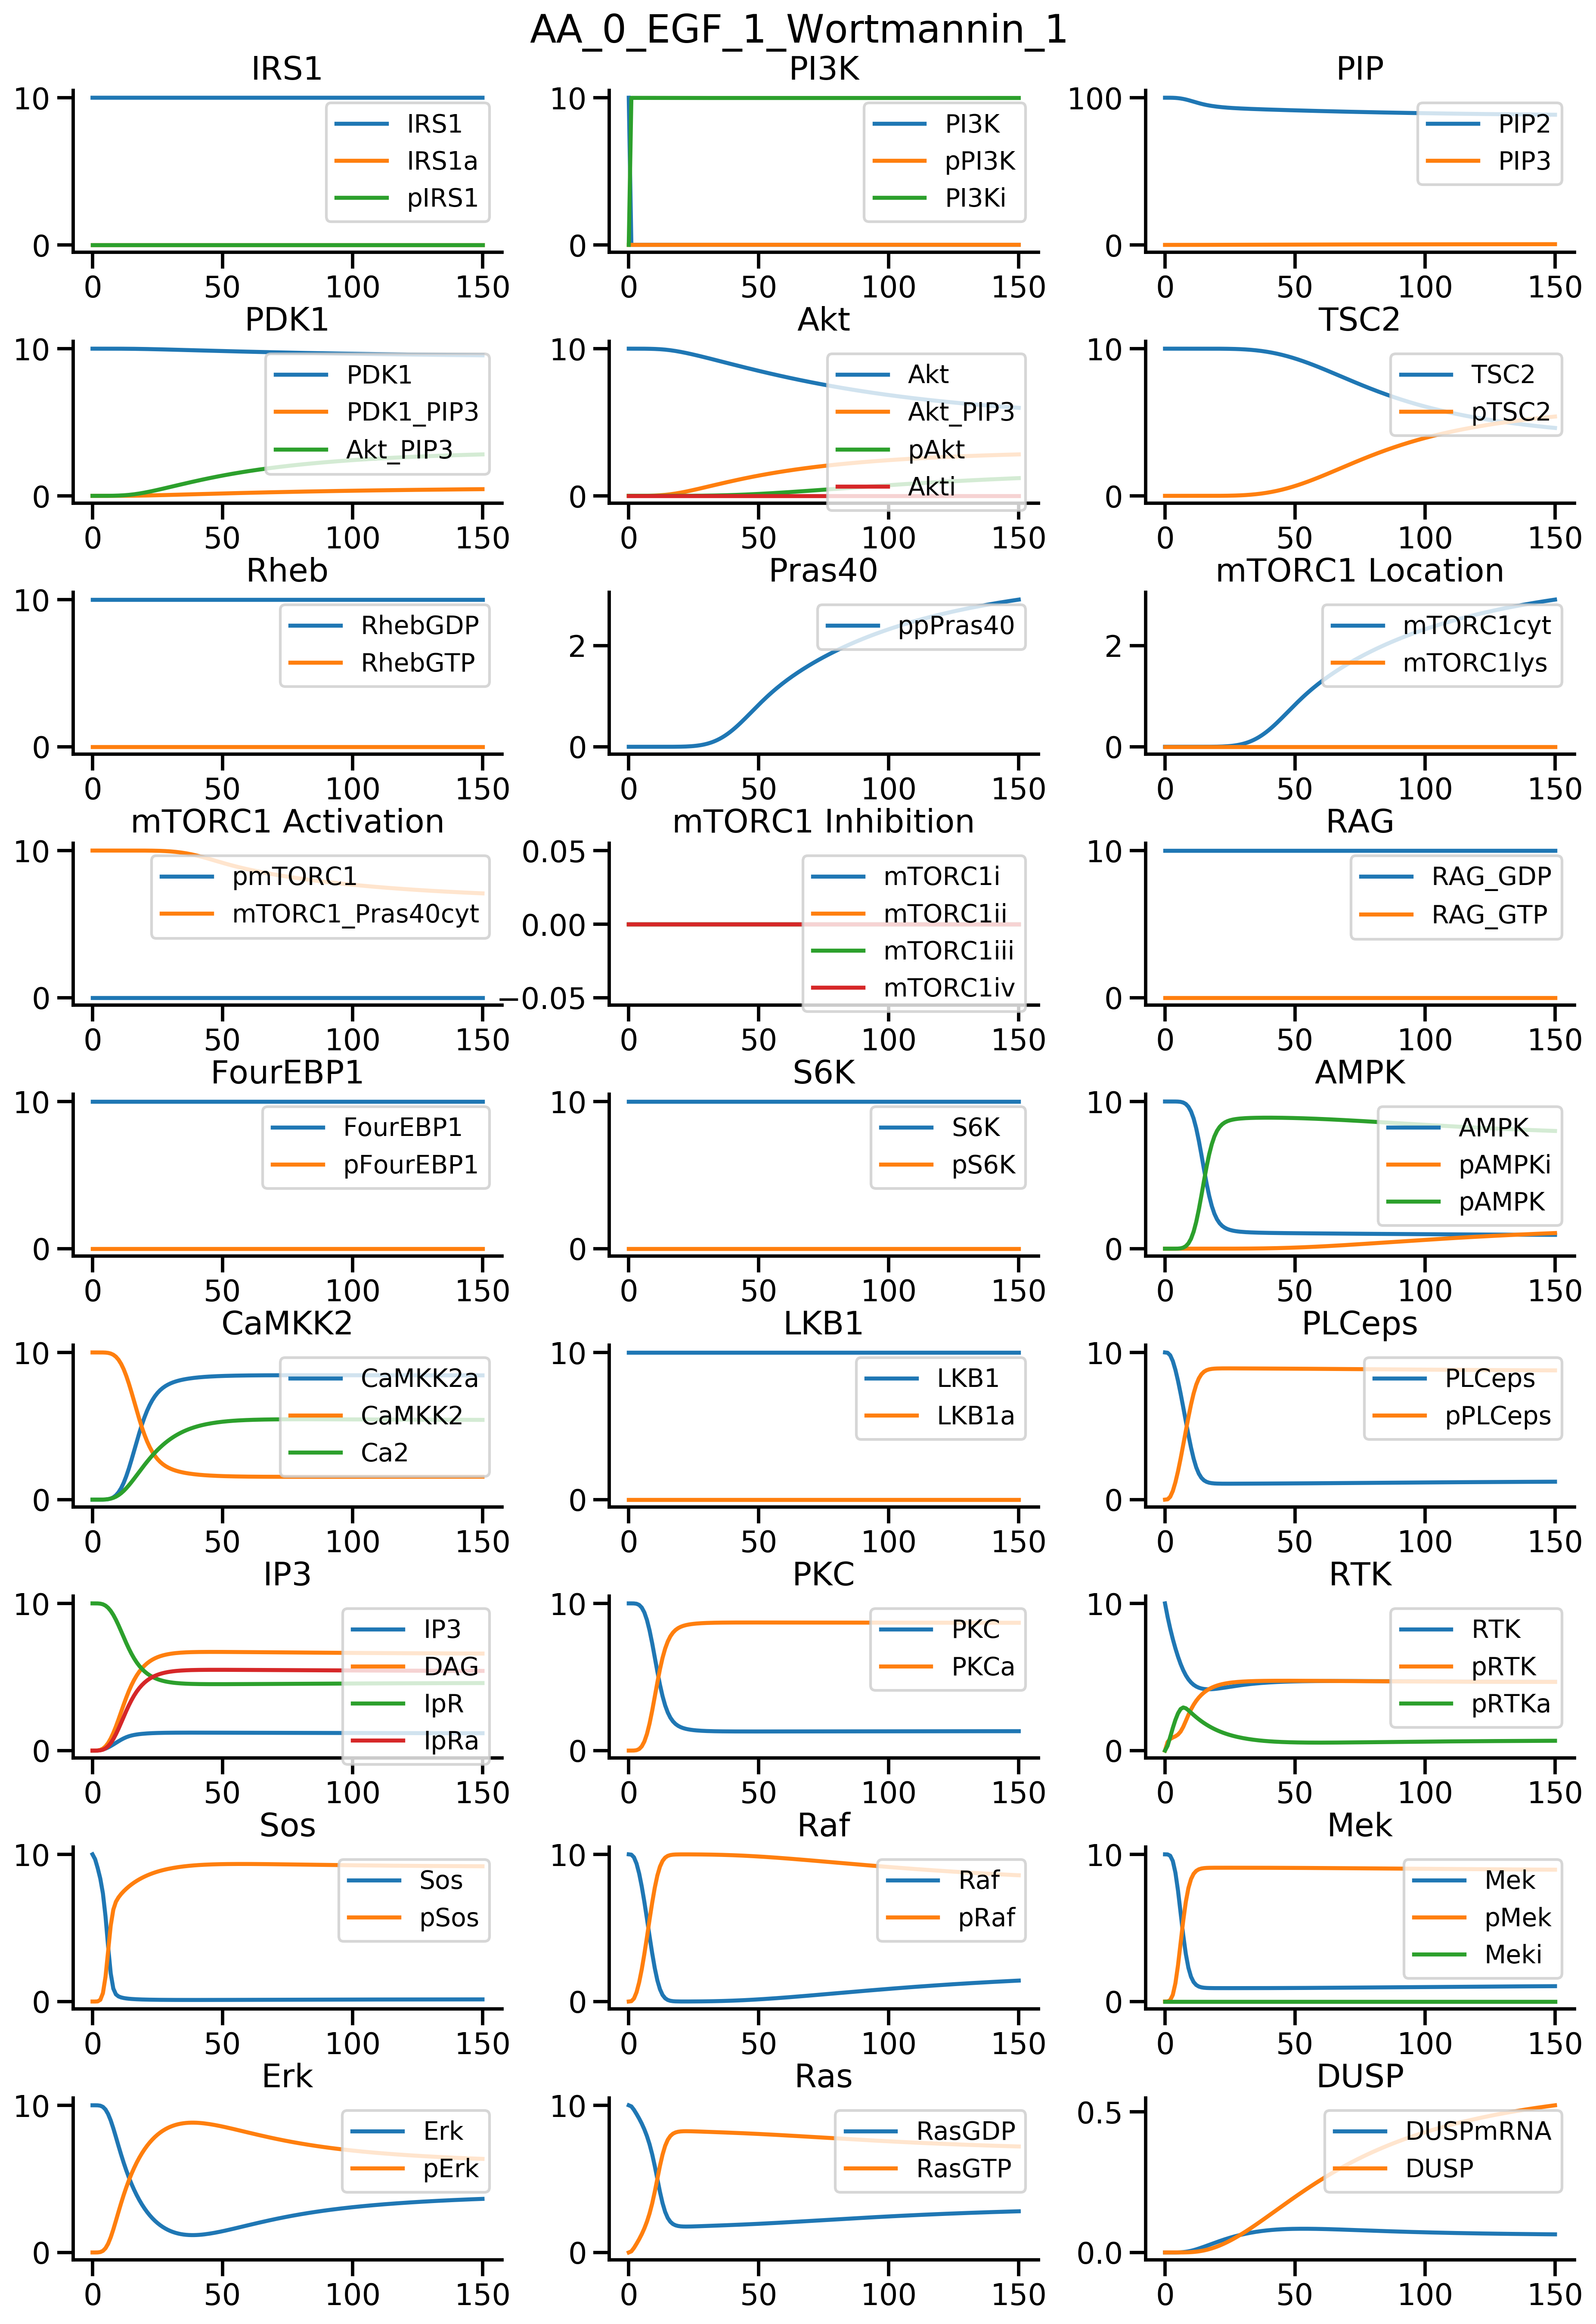 AA_0_EGF_1_Wortmannin_1
IRS1
10
0
0
50
100
150
IRS1
IRS1a
pIRS1
PI3K
10
0
0
50
100
150
PI3K
pPI3K
PI3Ki
PIP
100
0
0
50
100
150
PIP2
PIP3
PDK1
10
0
0
50
100
150
PDK1
PDK1_PIP3
Akt_PIP3
Akt
10
0
0
50
100
150
Akt
Akt_PIP3
pAkt
Akti
TSC2
10
0
0
50
100
150
TSC2
pTSC2
Rheb
10
0
0
50
100
150
RhebGDP
RhebGTP
Pras40
2
0
0
50
100
150
ppPras40
mTORC1 Location
2
0
0
50
100
150
mTORC1cyt
mTORC1lys
mTORC1 Activation
10
0
0
50
100
150
pmTORC1
mTORC1_Pras40cyt
mTORC1 Inhibition
0.05
0.00
−0.05
0
50
100
150
mTORC1i
mTORC1ii
mTORC1iii
mTORC1iv
RAG
10
0
0
50
100
150
RAG_GDP
RAG_GTP
FourEBP1
10
0
0
50
100
150
FourEBP1
pFourEBP1
S6K
10
0
0
50
100
150
S6K
pS6K
AMPK
10
0
0
50
100
150
AMPK
pAMPKi
pAMPK
CaMKK2
10
0
0
50
100
150
CaMKK2a
CaMKK2
Ca2
LKB1
10
0
0
50
100
150
LKB1
LKB1a
PLCeps
10
0
0
50
100
150
PLCeps
pPLCeps
IP3
10
0
0
50
100
150
IP3
DAG
IpR
IpRa
PKC
10
0
0
50
100
150
PKC
PKCa
RTK
10
0
0
50
100
150
RTK
pRTK
pRTKa
Sos
10
0
0
50
100
150
Sos
pSos
Raf
10
0
0
50
100
150
Raf
pRaf
Mek
10
0
0
50
100
150
Mek
pMek
Meki
Erk
10
0
0
50
100
150
Erk
pErk
Ras
10
0
0
50
100
150
RasGDP
RasGTP
DUSP
0.5
0.0
0
50
100
150
DUSPmRNA
DUSP